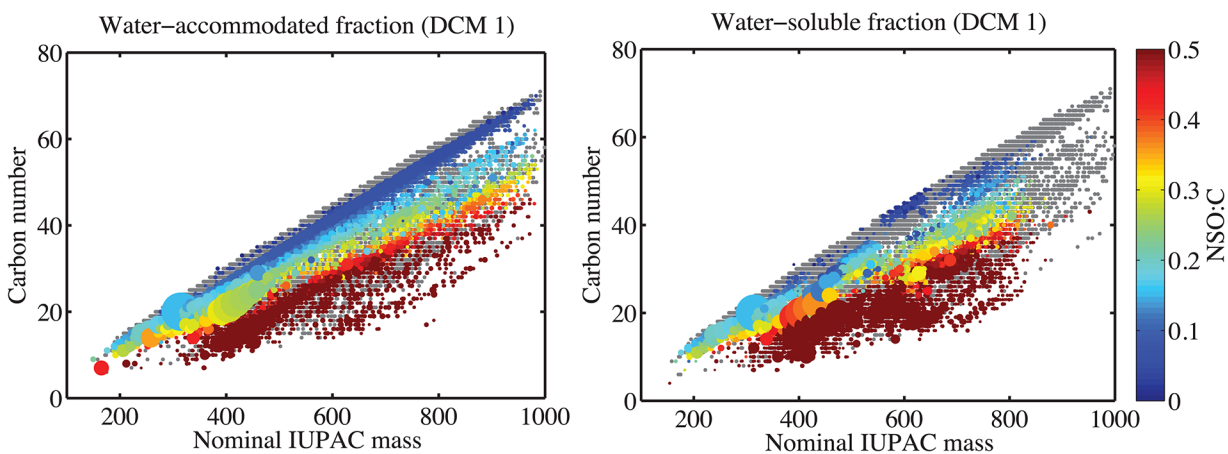 Water−accommodated fraction (DCM 1)
80
60
40
20
0
200 400 600 800 1000
Carbon number
Nominal IUPAC mass
Water−soluble fraction (DCM 1)
80
60
40
20
0
200 400 600 800 1000
Carbon number
Nominal IUPAC mass
0.5
0.4
0.3
0.2
0.1
0
NSO:C